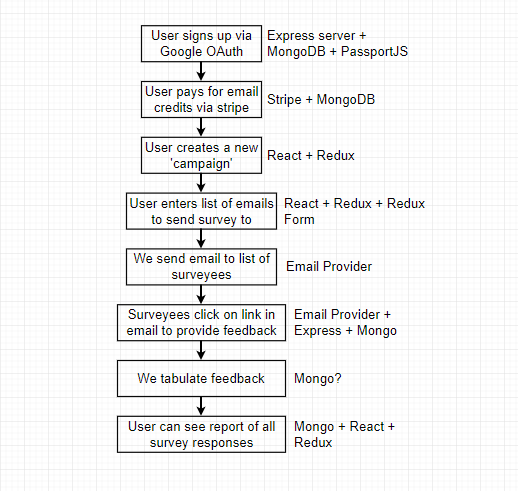 User signs up via
Google OAuth
Express server +
MongoDB + PassportJS
User pays for email
credits via stripe
Stripe + MongoDB
User creates a new
'campaign'
React + Redux
User enters list of emails
to send survey to
React + Redux + Redux
Form
We send email to list of
surveyees
Email Provider
Surveyees click on link in
email to provide feedback
Email Provider +
Express + Mongo
We tabulate feedback
Mongo?
User can see report of all
survey responses
Mongo + React +
Redux